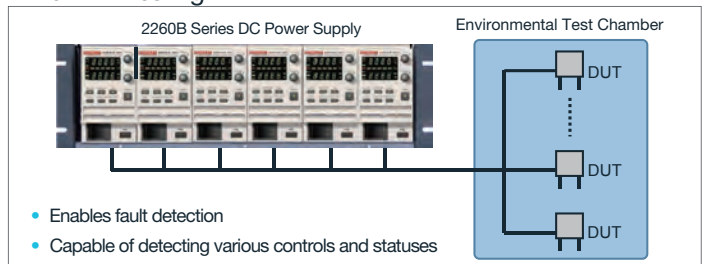 2260B Series DC Power Supply
Environmental Test Chamber
DUT
DUT
DUT
• Enables fault detection
• Capable of detecting various controls and statuses